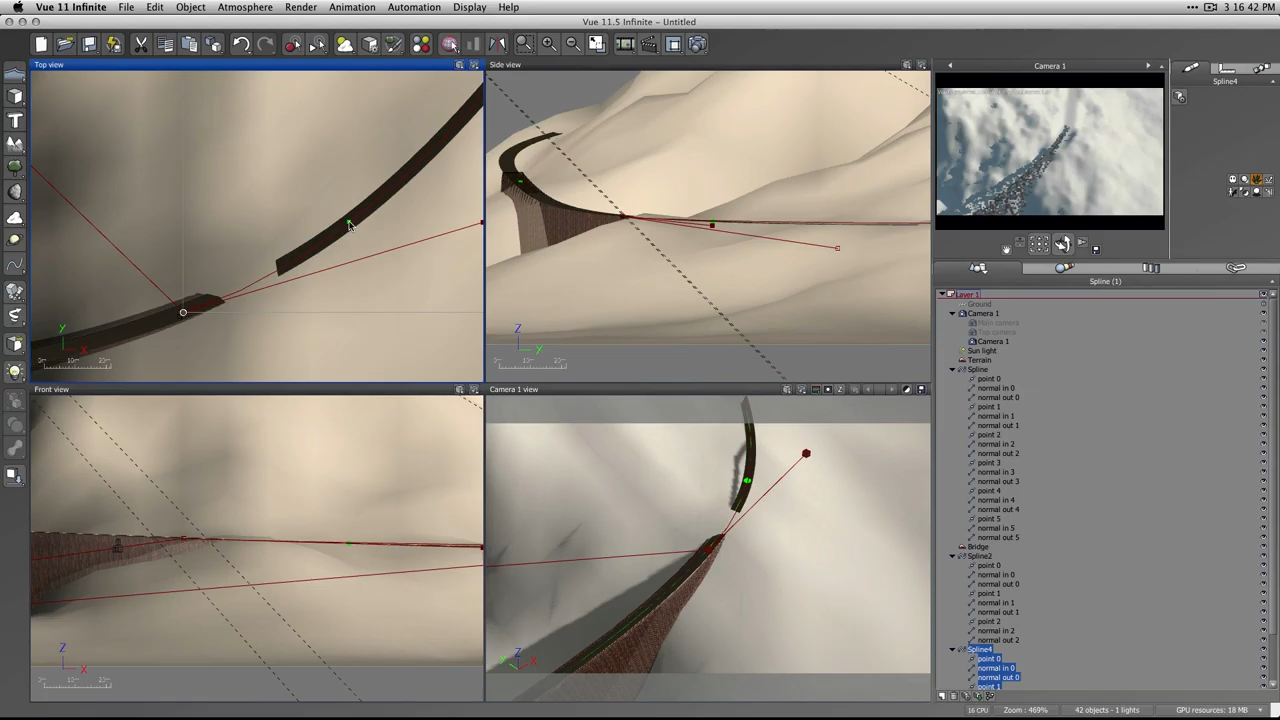 Vue 11 Infinite File Edit Object Atmosphere Render Animation Automation Display Help 3 16 42 PM
Vue 11.5 Infinite - Untitled
Top view
Side view
Camera 1
Spline4
Front view
Camera 1 view
Spline (1)
Layer 1
Ground
Camera 1
Main camera
Top camera
Camera 1
Sun light
Terrain
Spline
point 0
normal in 0
normal out 0
point 1
normal in 1
normal out 1
point 2
normal in 2
normal out 2
point 3
normal in 3
normal out 3
point 4
normal in 4
normal out 4
point 5
normal in 5
normal out 5
Bridge
Spline2
point 0
normal in 0
normal out 0
point 1
normal in 1
normal out 1
point 2
normal in 2
normal out 2
Spline4
point 0
normal in 0
normal out 0
point 1
16 CPU Zoom : 469% 42 objects - 1 lights GPU resources: 18 MB